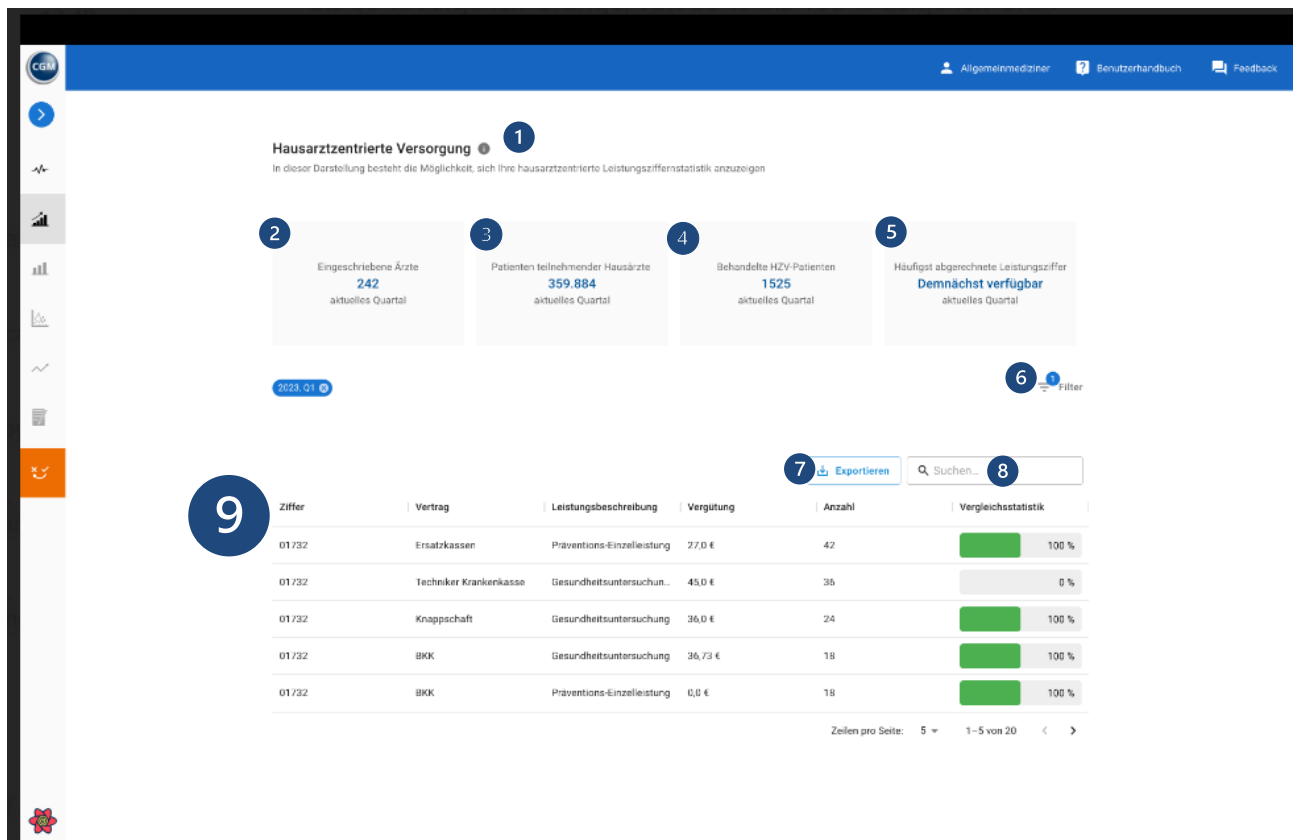 CGM
Allgemeinmediziner
Benutzerhandbuch
Feedback
1
Hausarztzentrierte Versorgung
In dieser Darstellung besteht die Möglichkeit, sich Ihre hausarztzentrierte Leistungsziffernstatistik anzuzeigen
2
Eingeschriebene Ärzte
242
aktuelles Quartal
3
Patienten teilnehmender Hausärzte
359.884
aktuelles Quartal
4
Behandelte HZV-Patienten
1525
aktuelles Quartal
5
Häufigst abgerechnete Leistungsziffer
Demnächst verfügbar
aktuelles Quartal
2023, Q1
6
1
Filter
7
Exportieren
Suchen...
8
9
Ziffer Vertrag Leistungsbeschreibung Vergütung Anzahl Vergleichsstatistik
01732 Ersatzkassen Präventions-Einzelleistung 27,0 € 42 100 %
01732 Techniker Krankenkasse Gesundheitsuntersuchun... 45,0 € 36 0 %
01732 Knappschaft Gesundheitsuntersuchung 36,0 € 24 100 %
01732 BKK Gesundheitsuntersuchung 36,73 € 18 100 %
01732 BKK Präventions-Einzelleistung 0,0 € 18 100 %
Zeilen pro Seite: 5 1–5 von 20